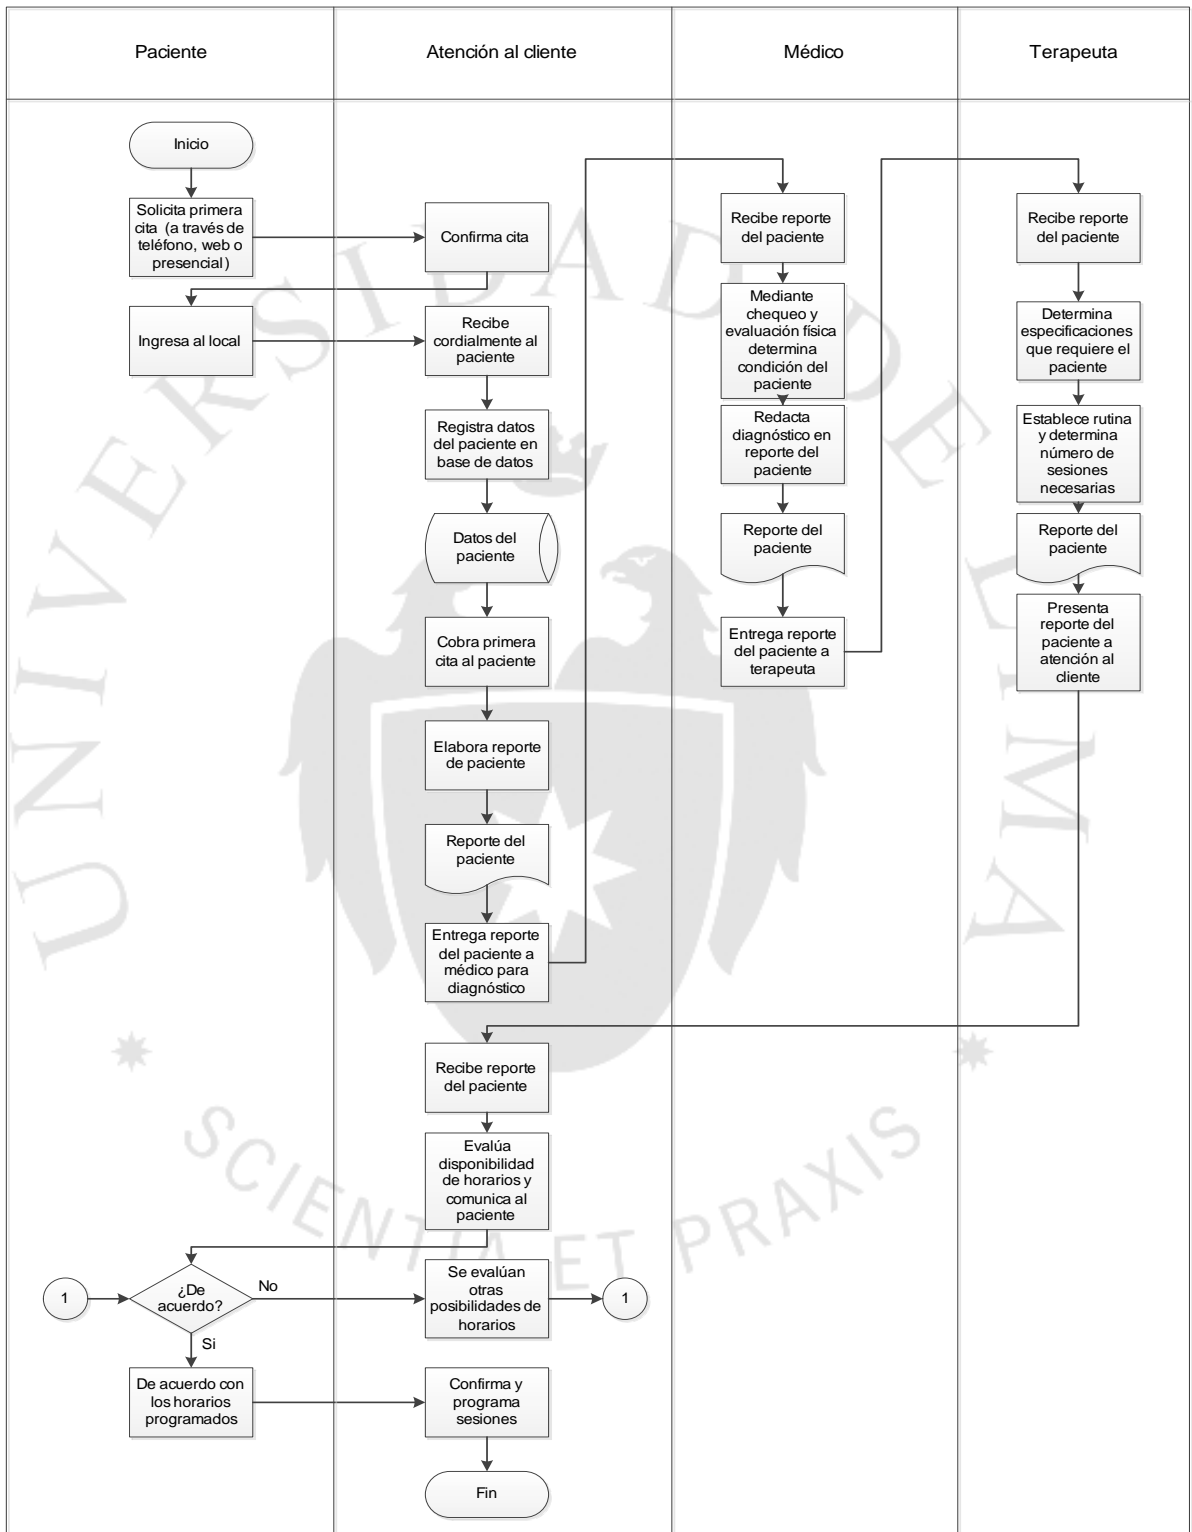 Paciente
Atención al cliente
Médico
Terapeuta
Inicio
Solicita primera
cita (a través de
teléfono, web o
presencial)
Confirma cita
Ingresa al local
Recibe
cordialmente al
paciente
Registra datos
del paciente en
base de datos
Datos del
paciente
Cobra primera
cita al paciente
Elabora reporte
de paciente
Reporte del
paciente
Entrega reporte
del paciente a
médico para
diagnóstico
Recibe reporte
del paciente
Mediante
chequeo y
evaluación física
determina
condición del
paciente
Redacta
diagnóstico en
reporte del
paciente
Reporte del
paciente
Entrega reporte
del paciente a
terapeuta
Recibe reporte
del paciente
Determina
especificaciones
que requiere el
paciente
Establece rutina
y determina
número de
sesiones
necesarias
Reporte del
paciente
Presenta
reporte del
paciente a
atención al
cliente
Recibe reporte
del paciente
Evalúa
disponibilidad
de horarios y
comunica al
paciente
1
¿De
acuerdo?
No
Se evalúan
otras
posibilidades de
horarios
1
Si
De acuerdo con
los horarios
programados
Confirma y
programa
sesiones
Fin
UNIVERSIDAD DE LIMA
SCIENTIA ET PRAXIS